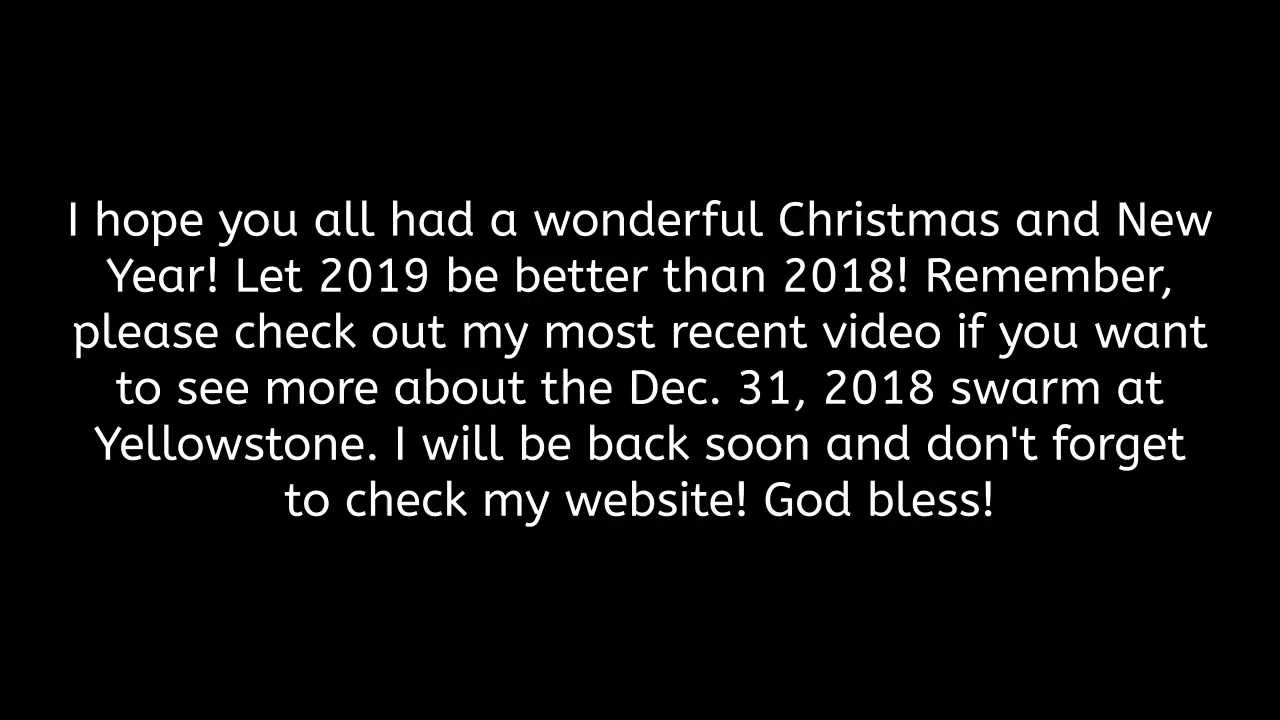 I hope you all had a wonderful Christmas and New
Year! Let 2019 be better than 2018! Remember,
please check out my most recent video if you want
to see more about the Dec. 31, 2018 swarm at
Yellowstone. I will be back soon and don't forget
to check my website! God bless!